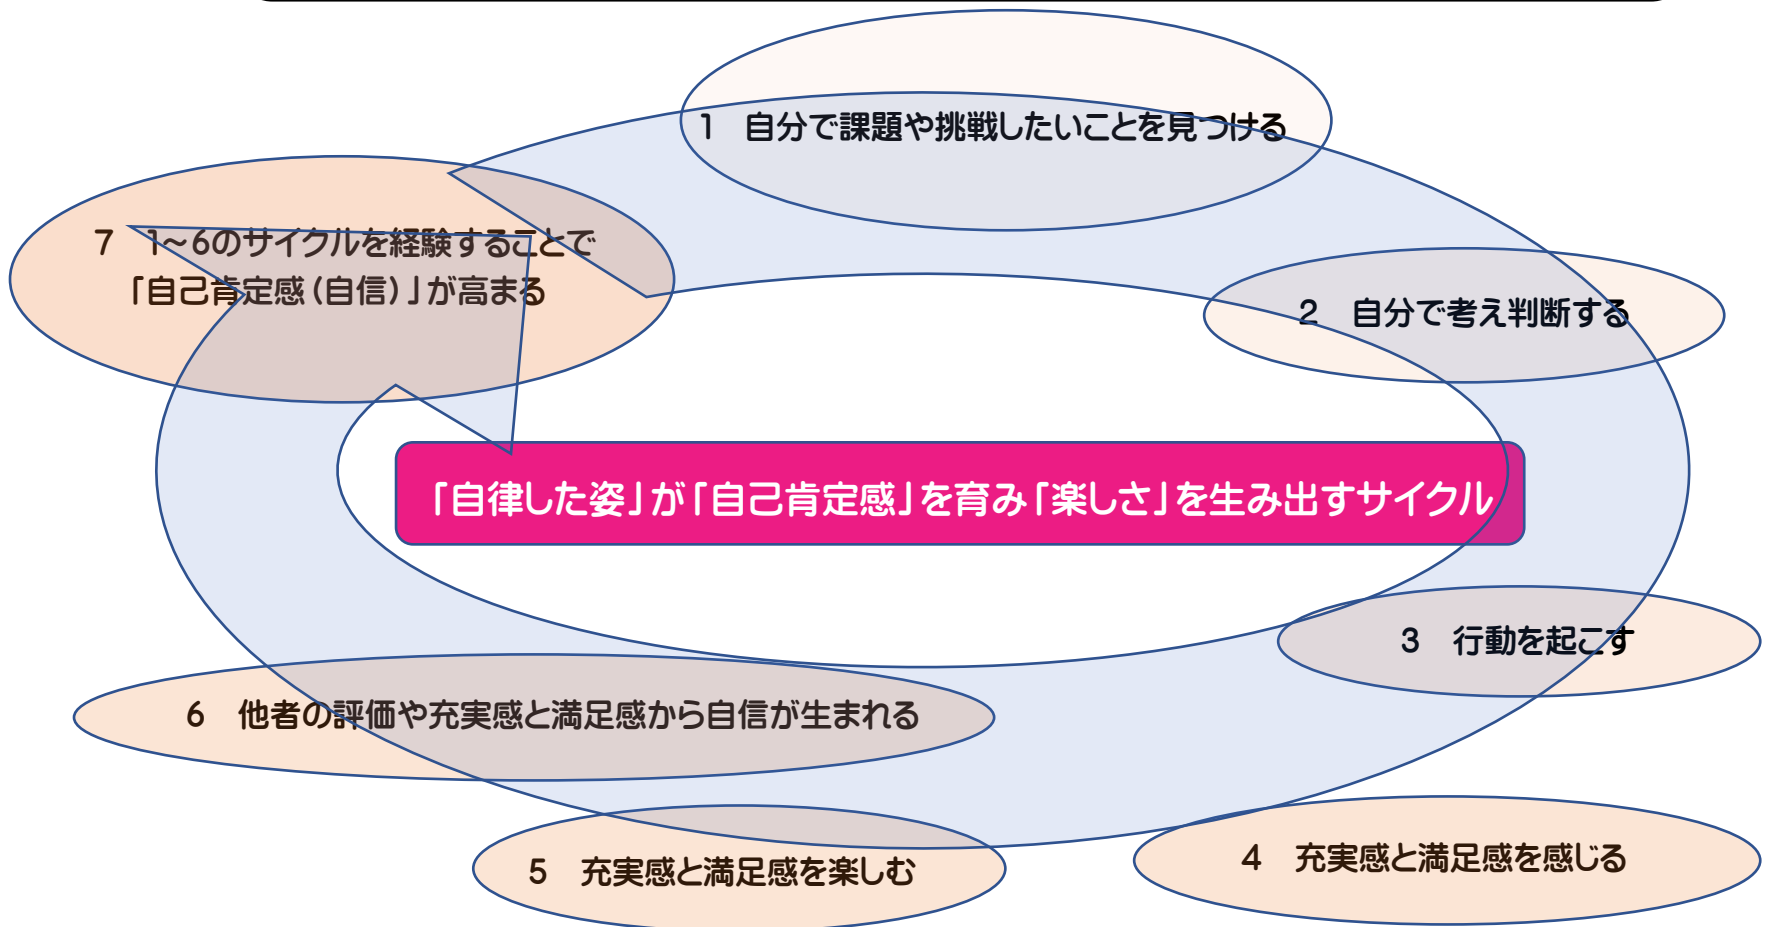 1　自分で課題や挑戦したいことを見つける
2　自分で考え判断する
3　行動を起こす
4　充実感と満足感を感じる
5　充実感と満足感を楽しむ
6　他者の評価や充実感と満足感から自信が生まれる
7　1~6のサイクルを経験することで
「自己肯定感(自信)」が高まる
「自律した姿」が「自己肯定感」を育み「楽しさ」を生み出すサイクル